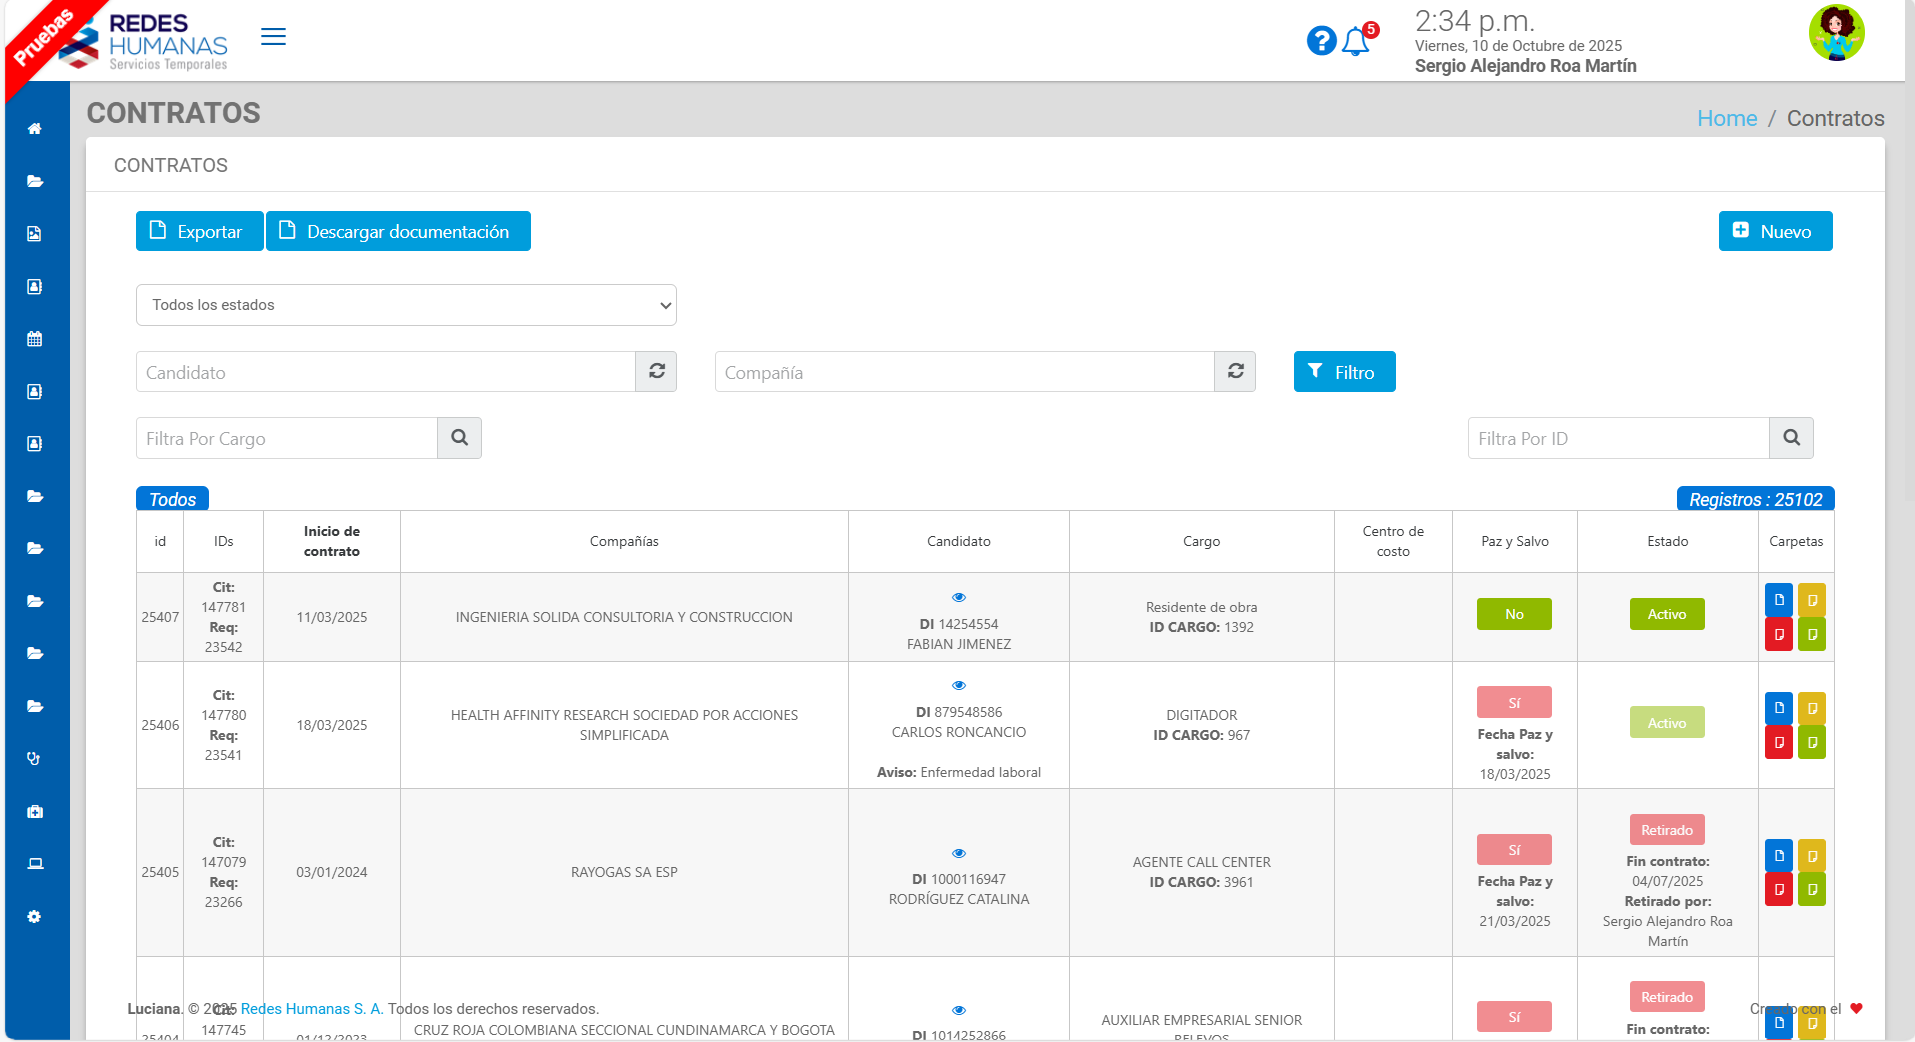 Pruebas
REDES
HUMANAS
Servicios Temporales
5
2:34 p.m.
Viernes, 10 de Octubre de 2025
Sergio Alejandro Roa Martín
CONTRATOS
Home / Contratos
CONTRATOS
Exportar
Descargar documentación
Nuevo
Todos los estados
Candidato
Compañía
Filtro
Filtra Por Cargo
Filtra Por ID
Todos
Registros : 25102
id
IDs
Inicio de
contrato
Compañías
Candidato
Cargo
Centro de
costo
Paz y Salvo
Estado
Carpetas
25407
Cit:
147781
Req:
23542
11/03/2025
INGENIERIA SOLIDA CONSULTORIA Y CONSTRUCCION
DI 14254554
FABIAN JIMENEZ
Residente de obra
ID CARGO: 1392
No
Activo
25406
Cit:
147780
Req:
23541
18/03/2025
HEALTH AFFINITY RESEARCH SOCIEDAD POR ACCIONES
SIMPLIFICADA
DI 879548586
CARLOS RONCANCIO
Aviso: Enfermedad laboral
DIGITADOR
ID CARGO: 967
Sí
Fecha Paz y
salvo:
18/03/2025
Activo
25405
Cit:
147079
Req:
23266
03/01/2024
RAYOGAS SA ESP
DI 1000116947
RODRÍGUEZ CATALINA
AGENTE CALL CENTER
ID CARGO: 3961
Sí
Fecha Paz y
salvo:
21/03/2025
Retirado
Fin contrato:
04/07/2025
Retirado por:
Sergio Alejandro Roa
Martín
25404
Cit:
147745
01/12/2023
CRUZ ROJA COLOMBIANA SECCIONAL CUNDINAMARCA Y BOGOTA
DI 1014252866
AUXILIAR EMPRESARIAL SENIOR
RELEVOS
Sí
Retirado
Fin contrato:
Luciana. © 2025 Redes Humanas S. A. Todos los derechos reservados.
Creado con el